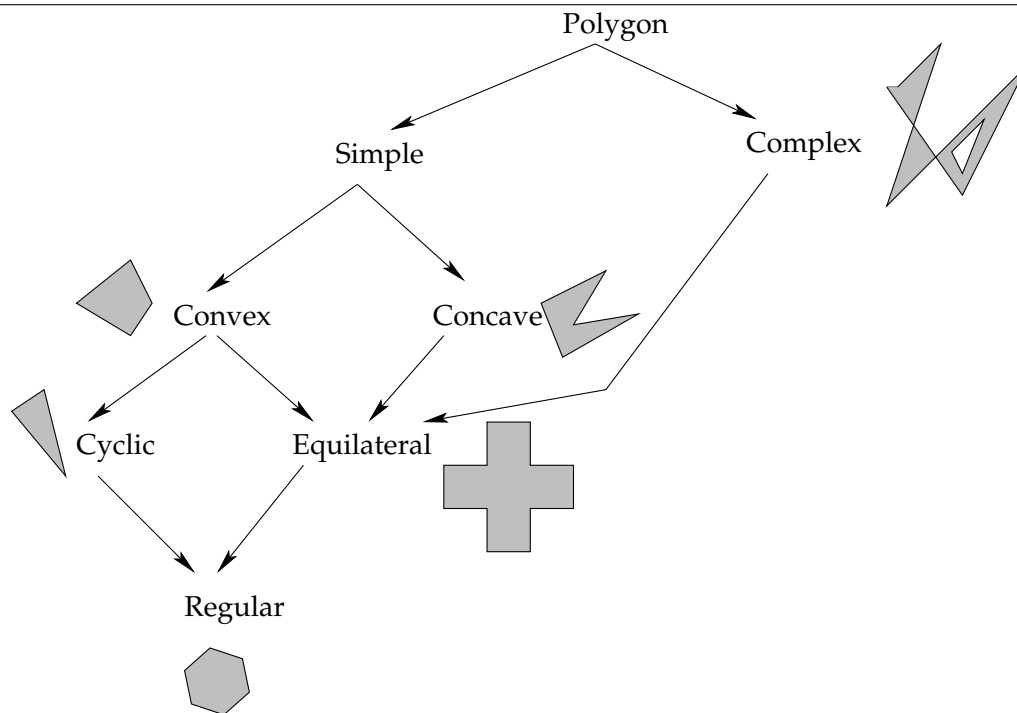 Polygon
Complex
Simple
Convex
Concave
Cyclic
Equilateral
Regular